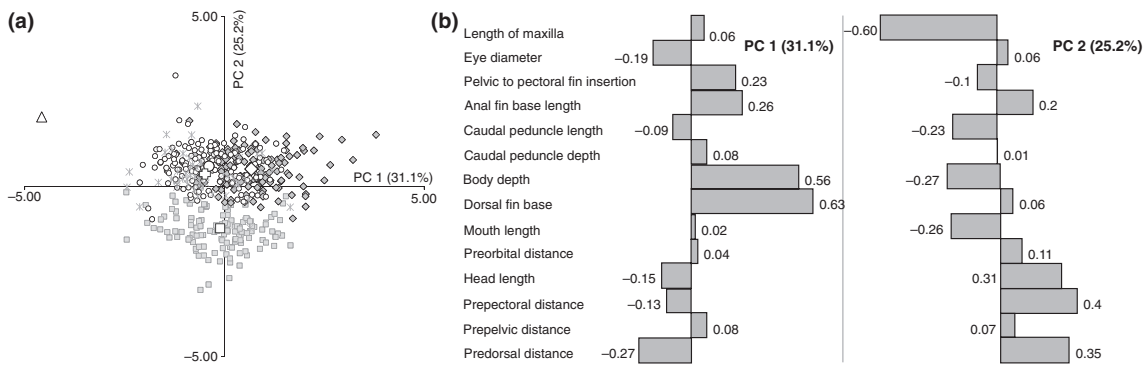 (a)
5.00
PC 2 (25.2%)
PC 1 (31.1%)
−5.00
5.00
−5.00
(b)
PC 1 (31.1%)
PC 2 (25.2%)
Length of maxilla 0.06 −0.60
Eye diameter −0.19 0.06
Pelvic to pectoral fin insertion 0.23 −0.1
Anal fin base length 0.26 0.2
Caudal peduncle length −0.09 −0.23
Caudal peduncle depth 0.08 0.01
Body depth 0.56 −0.27
Dorsal fin base 0.63 0.06
Mouth length 0.02 −0.26
Preorbital distance 0.04 0.11
Head length −0.15 0.31
Prepectoral distance −0.13 0.4
Prepelvic distance 0.08 0.07
Predorsal distance −0.27 0.35